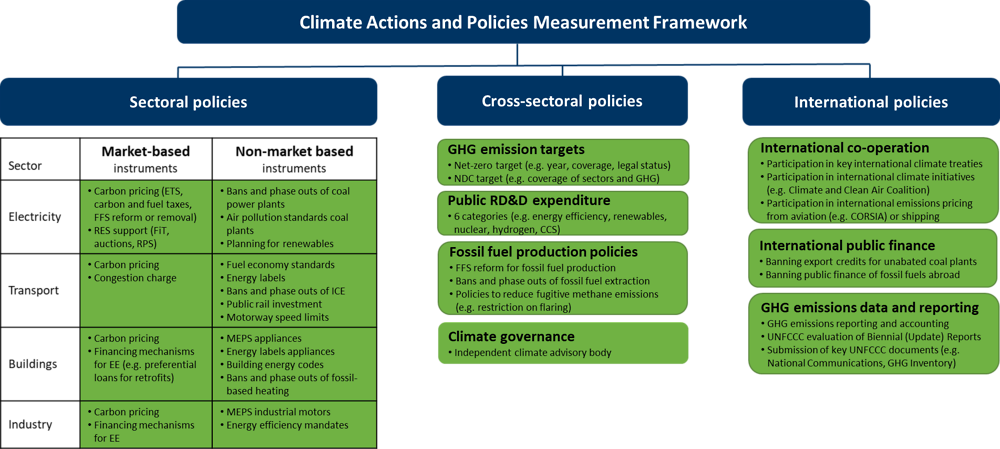 Climate Actions and Policies Measurement Framework
Sectoral policies
Sector
Market-based
instruments
Non-market based
instruments
Electricity
• Carbon pricing (ETS,
carbon and fuel taxes,
FFS reform or removal)
• RES support (FiT,
auctions, RPS)
• Bans and phase outs of coal
power plants
• Air pollution standards coal
plants
• Planning for renewables
Transport
• Carbon pricing
• Congestion charge
• Fuel economy standards
• Energy labels
• Bans and phase outs of ICE
• Public rail investment
• Motorway speed limits
Buildings
• Carbon pricing
• Financing mechanisms
for EE (e.g. preferential
loans for retrofits)
• MEPS appliances
• Energy labels appliances
• Building energy codes
• Bans and phase outs of fossil-
based heating
Industry
• Carbon pricing
• Financing mechanisms
for EE
• MEPS industrial motors
• Energy efficiency mandates
Cross-sectoral policies
GHG emission targets
• Net-zero target (e.g. year, coverage, legal status)
• NDC target (e.g. coverage of sectors and GHG)
Public RD&D expenditure
• 6 categories (e.g. energy efficiency, renewables,
nuclear, hydrogen, CCS)
Fossil fuel production policies
• FFS reform for fossil fuel production
• Bans and phase outs of fossil fuel extraction
• Policies to reduce fugitive methane emissions
(e.g. restriction on flaring)
Climate governance
• Independent climate advisory body
International policies
International co-operation
• Participation in key international climate treaties
• Participation in international climate initiatives
(e.g. Climate and Clean Air Coalition)
• Participation in international emissions pricing
from aviation (e.g. CORSIA) or shipping
International public finance
• Banning export credits for unabated coal plants
• Banning public finance of fossil fuels abroad
GHG emissions data and reporting
• GHG emissions reporting and accounting
• UNFCCC evaluation of Biennial (Update) Reports
• Submission of key UNFCCC documents (e.g.
National Communications, GHG Inventory)